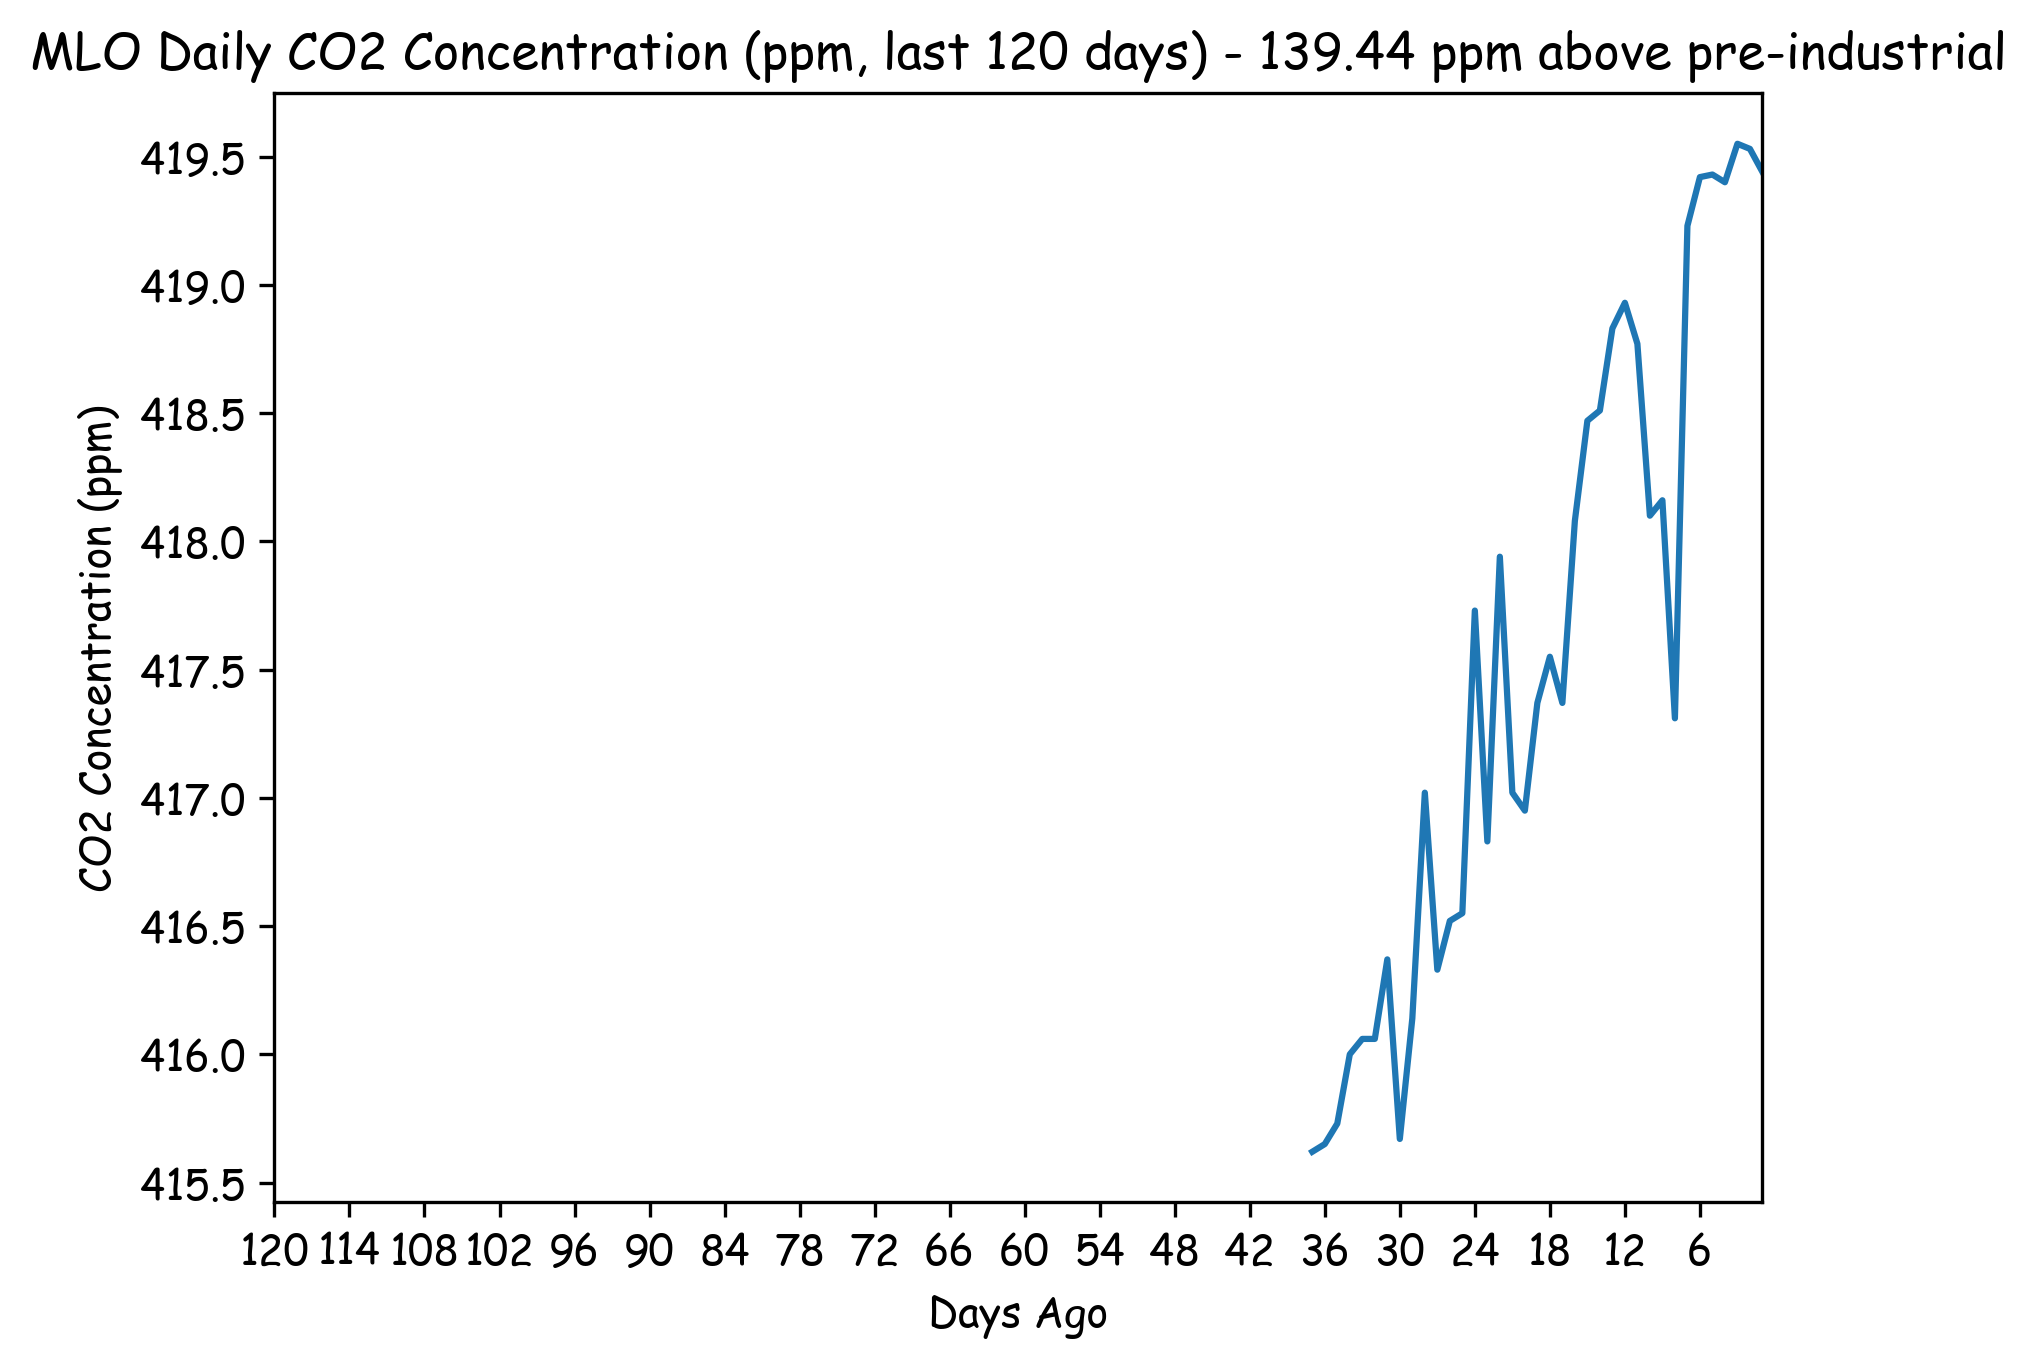 MLO Daily CO2 Concentration (ppm, last 120 days) - 139.44 ppm above pre-industrial
419.5
419.0
418.5
418.0
417.5
417.0
416.5
416.0
415.5
CO2 Concentration (ppm)
120 114 108 102 96 90 84 78 72 66 60 54 48 42 36 30 24 18 12 6
Days Ago